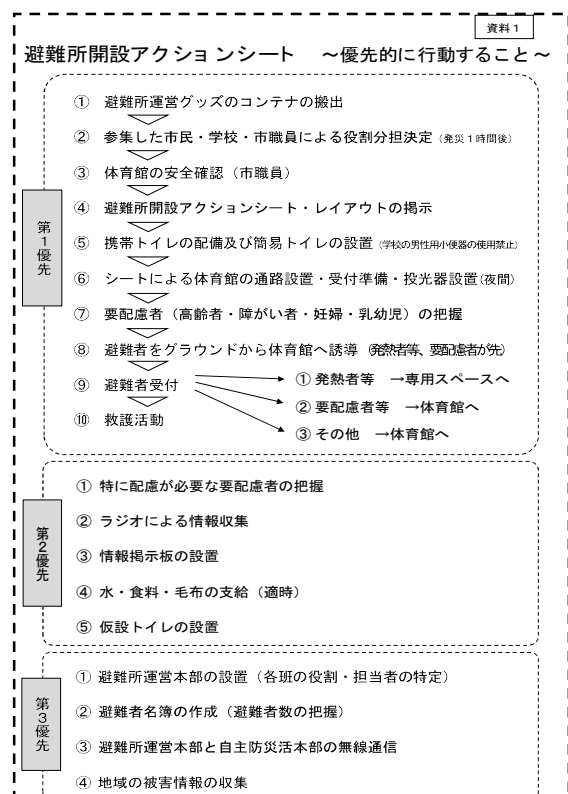 資料１
避難所開設アクションシート　～優先的に行動すること～
第１優先
① 避難所運営グッズのコンテナの搬出
② 参集した市民・学校・市職員による役割分担決定（発災１時間後）
③ 体育館の安全確認（市職員）
④ 避難所開設アクションシート・レイアウトの掲示
⑤ 携帯トイレの配備及び簡易トイレの設置（学校の男性用小便器の使用禁止）
⑥ シートによる体育館の通路設置・受付準備・投光器設置（夜間）
⑦ 要配慮者（高齢者・障がい者・妊婦・乳幼児）の把握
⑧ 避難者をグラウンドから体育館へ誘導（発熱者等、要配慮者が先）
⑨ 避難者受付
① 発熱者等　→専用スペースへ
② 要配慮者等　→体育館へ
③ その他　→体育館へ
⑩ 救護活動
第２優先
① 特に配慮が必要な要配慮者の把握
② ラジオによる情報収集
③ 情報掲示板の設置
④ 水・食料・毛布の支給（適時）
⑤ 仮設トイレの設置
第３優先
① 避難所運営本部の設置（各班の役割・担当者の特定）
② 避難者名簿の作成（避難者数の把握）
③ 避難所運営本部と自主防災活本部の無線通信
④ 地域の被害情報の収集